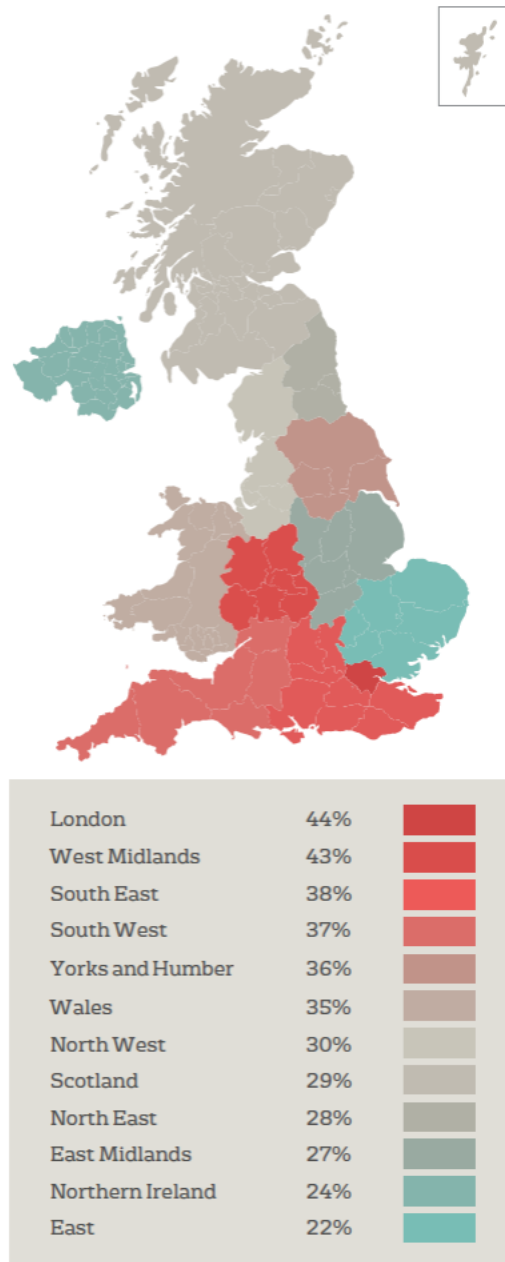 London 44%
West Midlands 43%
South East 38%
South West 37%
Yorks and Humber 36%
Wales 35%
North West 30%
Scotland 29%
North East 28%
East Midlands 27%
Northern Ireland 24%
East 22%